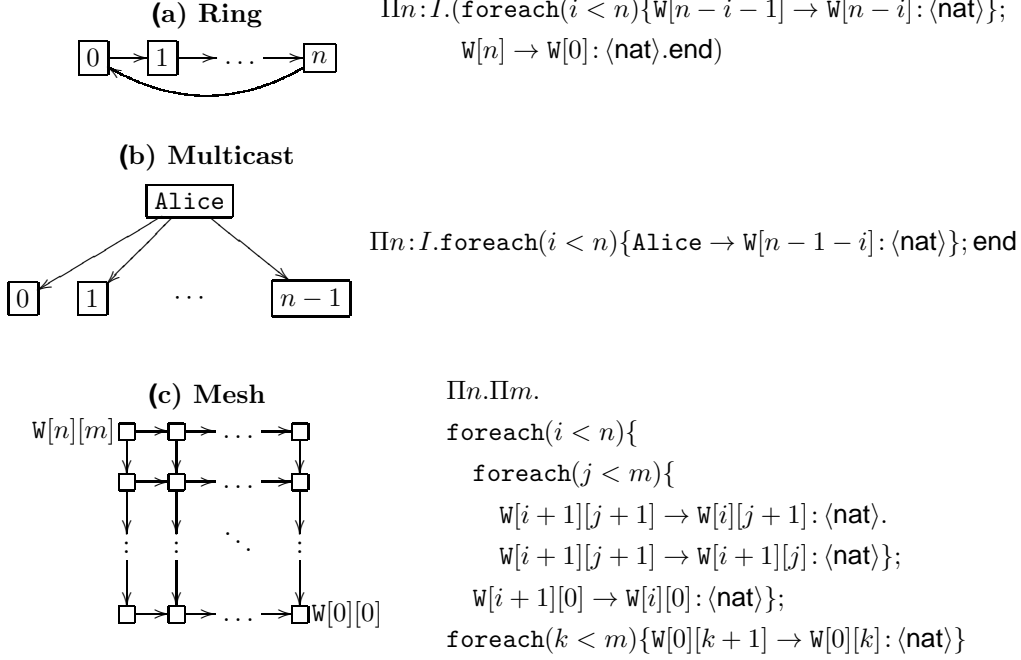 (a) Ring
0 1 … n
Πn:I.(foreach(i < n){W[n − i − 1] → W[n − i]:⟨nat⟩};
W[n] → W[0]:⟨nat⟩.end)
(b) Multicast
Alice
0 1 … n − 1
Πn:I.foreach(i < n){Alice → W[n − 1 − i]:⟨nat⟩};end
(c) Mesh
W[n][m] …
…
⋮ ⋮ ⋱ ⋮
… W[0][0]
Πn.Πm.
foreach(i < n){
foreach(j < m){
W[i + 1][j + 1] → W[i][j + 1]:⟨nat⟩.
W[i + 1][j + 1] → W[i + 1][j]:⟨nat⟩};
W[i + 1][0] → W[i][0]:⟨nat⟩};
foreach(k < m){W[0][k + 1] → W[0][k]:⟨nat⟩}